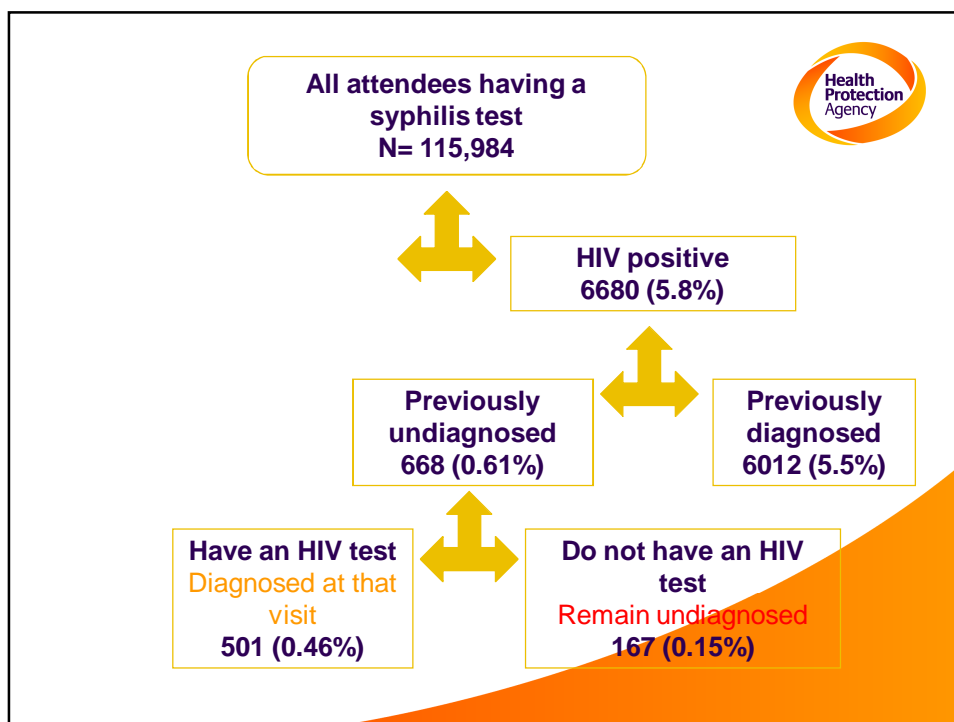 All attendees having a
syphilis test
N= 115,984
Health
Protection
Agency
HIV positive
6680 (5.8%)
Previously
undiagnosed
668 (0.61%)
Previously
diagnosed
6012 (5.5%)
Have an HIV test
Diagnosed at that
visit
501 (0.46%)
Do not have an HIV
test
Remain undiagnosed
167 (0.15%)